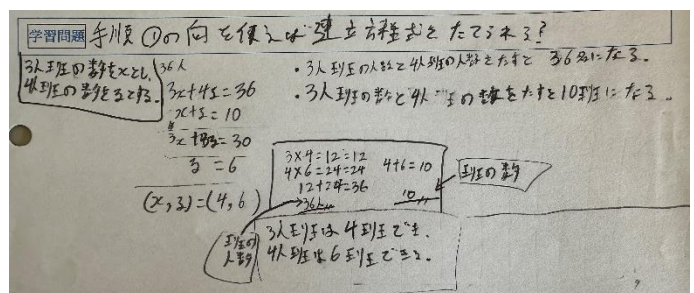 学習問題 手順①の向を使えば連立方程式をたてられる?
3人班の数をxとし、
4人班の数をyとする。
36人
3x+4y=36
x+y=10
3x+3y=30
y=6
(x,y)=(4,6)
・3人班の人数と4人班の人数をたすと36名になる。
・3人班の数と4人班の数をたすと10班になる。
3×4=12=12
4×6=24=24
12+24=36
36人
4+6=10
10
班の数
班の人数
3人班は4班でき、
4人班は6班できる。